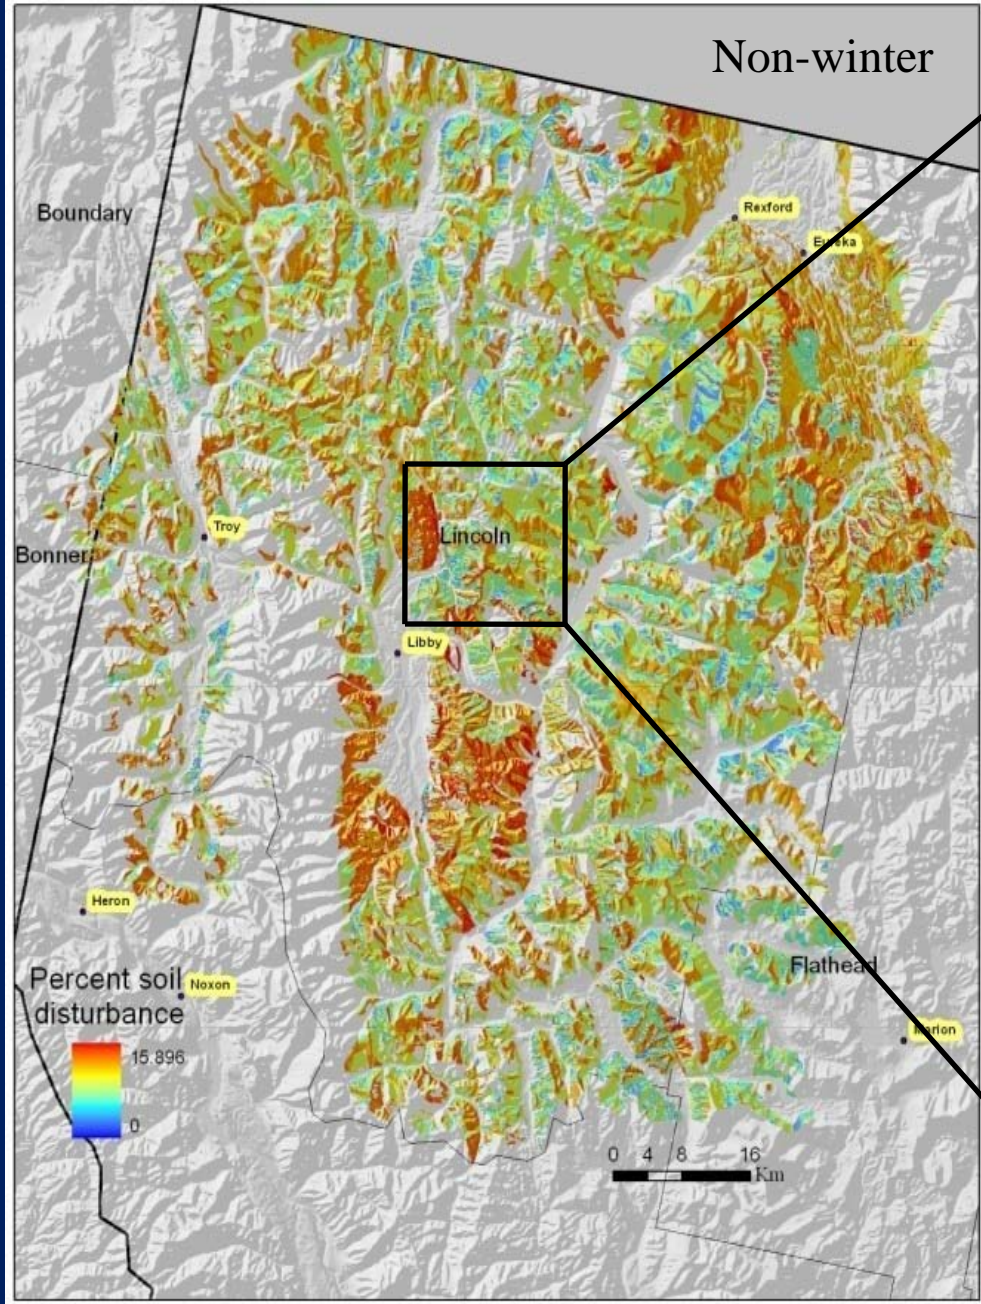 Non-winter
Boundary
Rexford
Eureka
Troy
Lincoln
Bonner
Libby
Heron
Flathead
Percent soil
disturbance
Noxon
Marion
15.896
0
0 4 8 16
Km